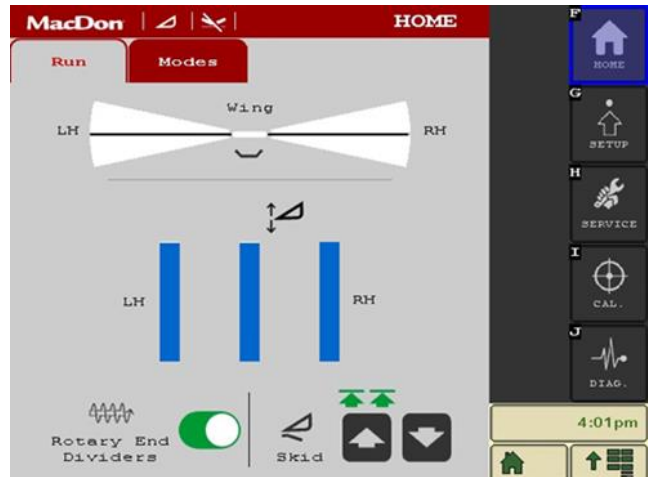 MacDon HOME
Run Modes
Wing
LH RH
LH RH
Rotary End
Dividers
Skid
F
HOME
G
SETUP
H
SERVICE
I
CAL.
J
DIAG.
4:01pm